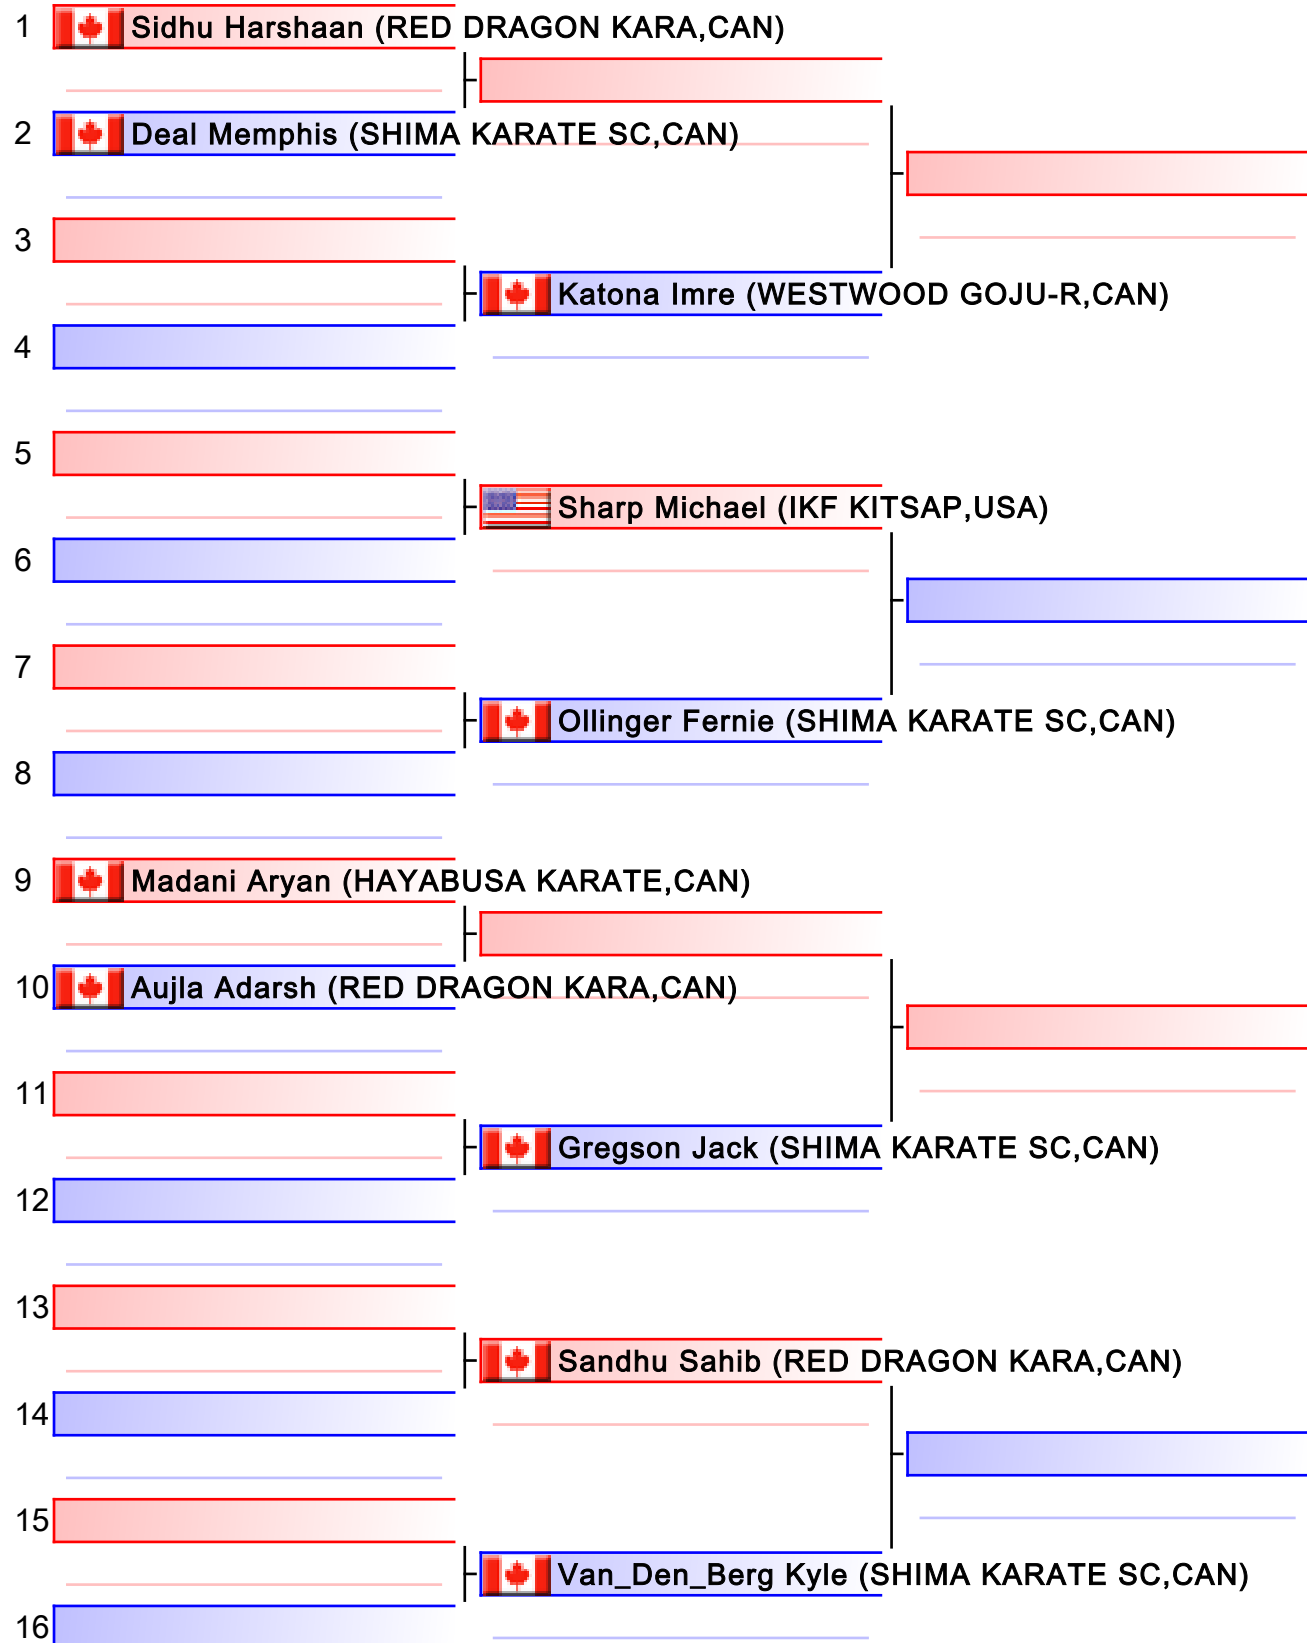 1 Sidhu Harshaan (RED DRAGON KARA,CAN)
2 Deal Memphis (SHIMA KARATE SC,CAN)
3
Katona Imre (WESTWOOD GOJU-R,CAN)
4
5
Sharp Michael (IKF KITSAP,USA)
6
7
Ollinger Fernie (SHIMA KARATE SC,CAN)
8
9 Madani Aryan (HAYABUSA KARATE,CAN)
10 Aujla Adarsh (RED DRAGON KARA,CAN)
11
Gregson Jack (SHIMA KARATE SC,CAN)
12
13
Sandhu Sahib (RED DRAGON KARA,CAN)
14
15
Van_Den_Berg Kyle (SHIMA KARATE SC,CAN)
16